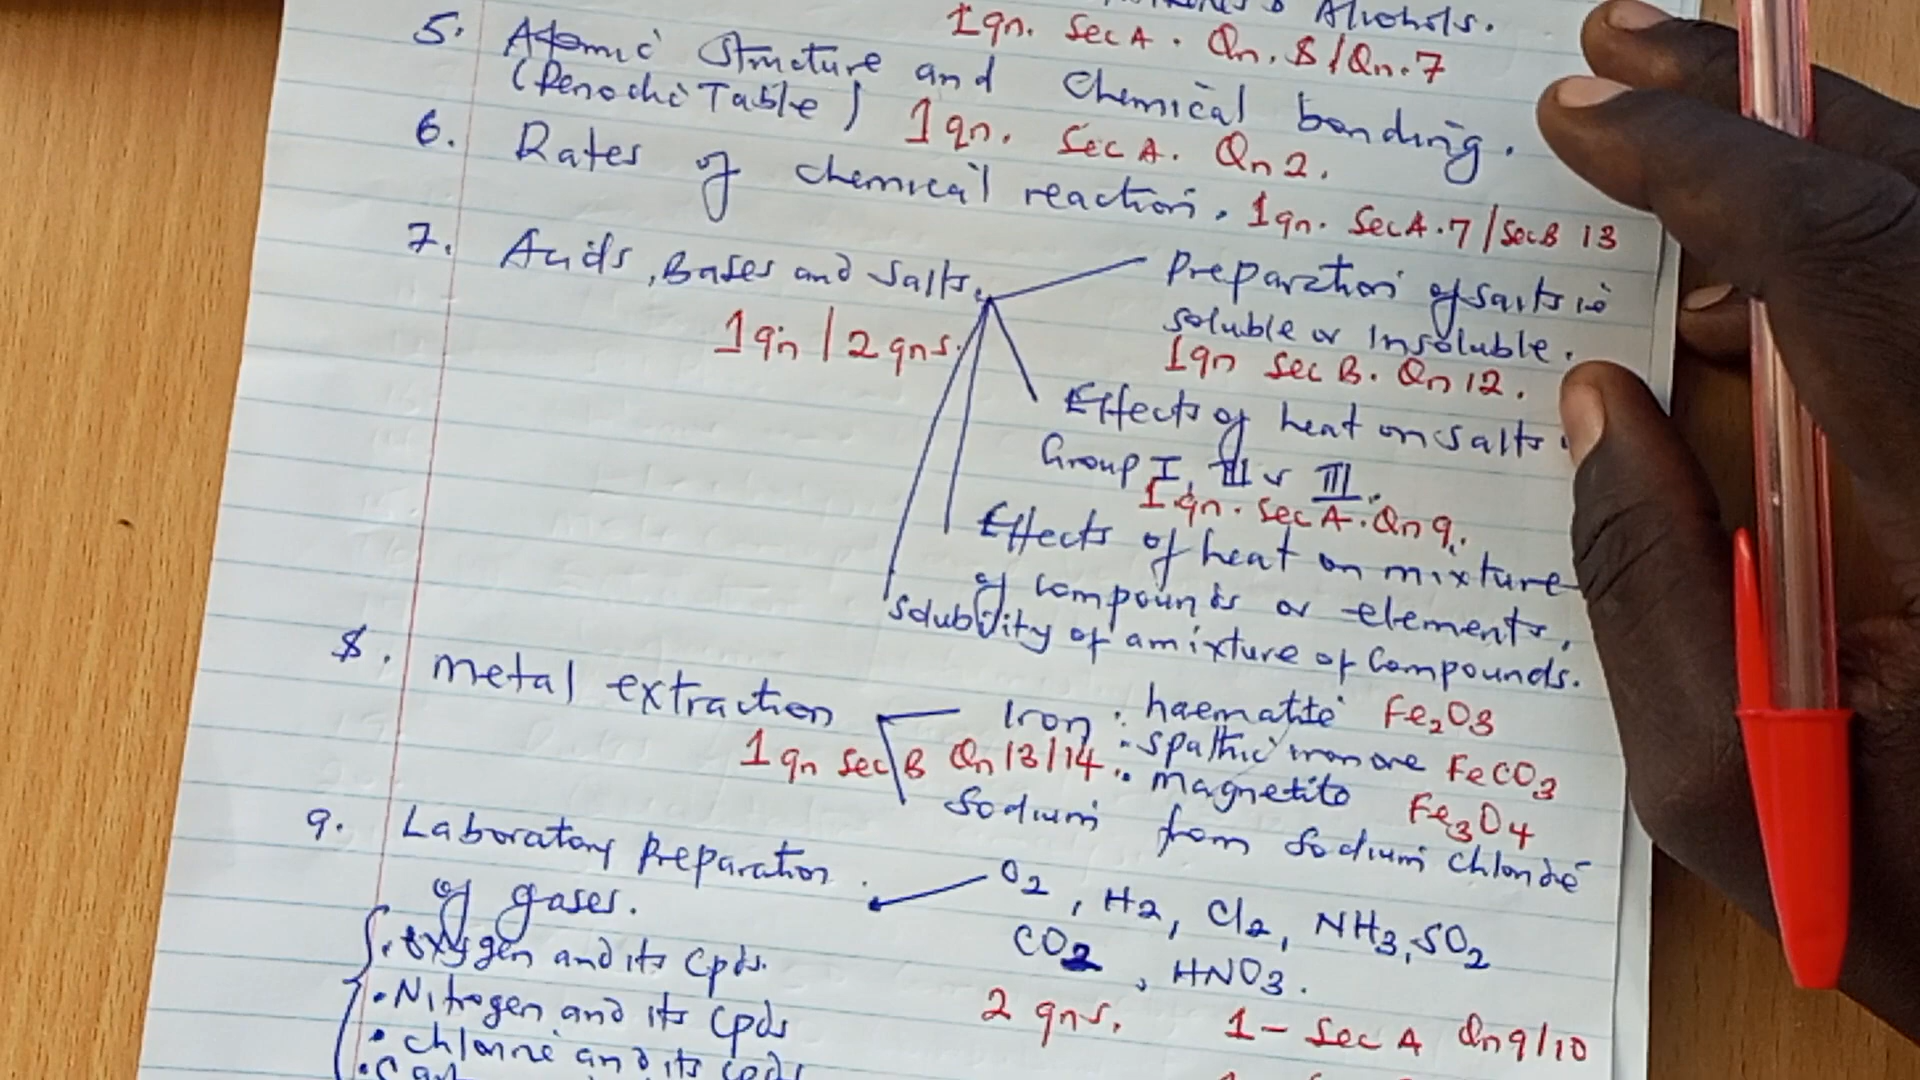 Alcohols.
1qn. Sec A. Qn. 8/Qn.7
5. Atomic Structure and Chemical bonding.
(Periodic Table) 1qn. Sec A. Qn 2.
6. Rates of chemical reaction. 1qn. Sec A.7/Sec B 13
7. Acids, Bases and Salts.
1qn/2qns.
Preparation of salts ie
soluble or Insoluble.
1qn Sec B. Qn 12.
Effects of heat on salts
Group I, II & III.
1qn. Sec A. Qn 9.
Effects of heat on mixture
of compounds or elements.
Solubility of a mixture of Compounds.
8. Metal extraction
1qn Sec B Qn 13/14
Iron: haematite Fe2O3
spathic iron ore FeCO3
magnetite Fe3O4
Sodium from Sodium Chloride
9. Laboratory Preparation
of gases.
O2, H2, Cl2, NH3, SO2
CO2, HNO3.
2 qns. 1 - Sec A Qn 9/10
• Oxygen and its Cpds.
• Nitrogen and its Cpds
• Chlorine and its cpds